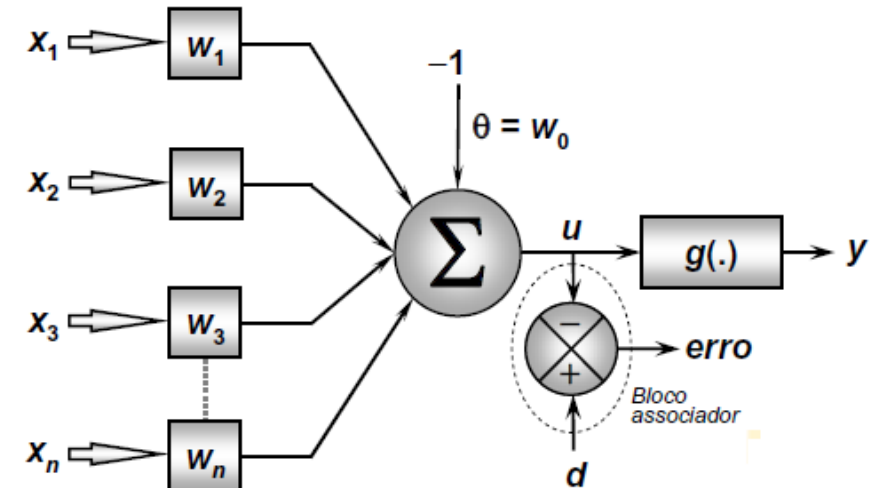 x1
w1
−1
θ = w0
x2
w2
Σ
u
g(.)
y
x3
w3
−
+
erro
Bloco
associador
xn
wn
d